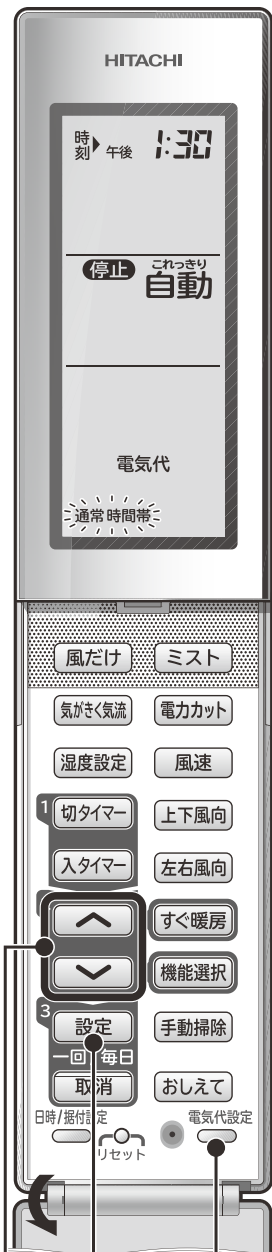 HITACHI
時刻 午後 1:30
停止 これっきり 自動
電気代
通常時間帯
風だけ ミスト
気がきく気流 電力カット
湿度設定 風速
1 切タイマー 上下風向
入タイマー 左右風向
すぐ暖房
機能選択
3 設定 手動掃除
一回 毎日
取消 おしえて
日時/据付設定 電気代設定
リセット